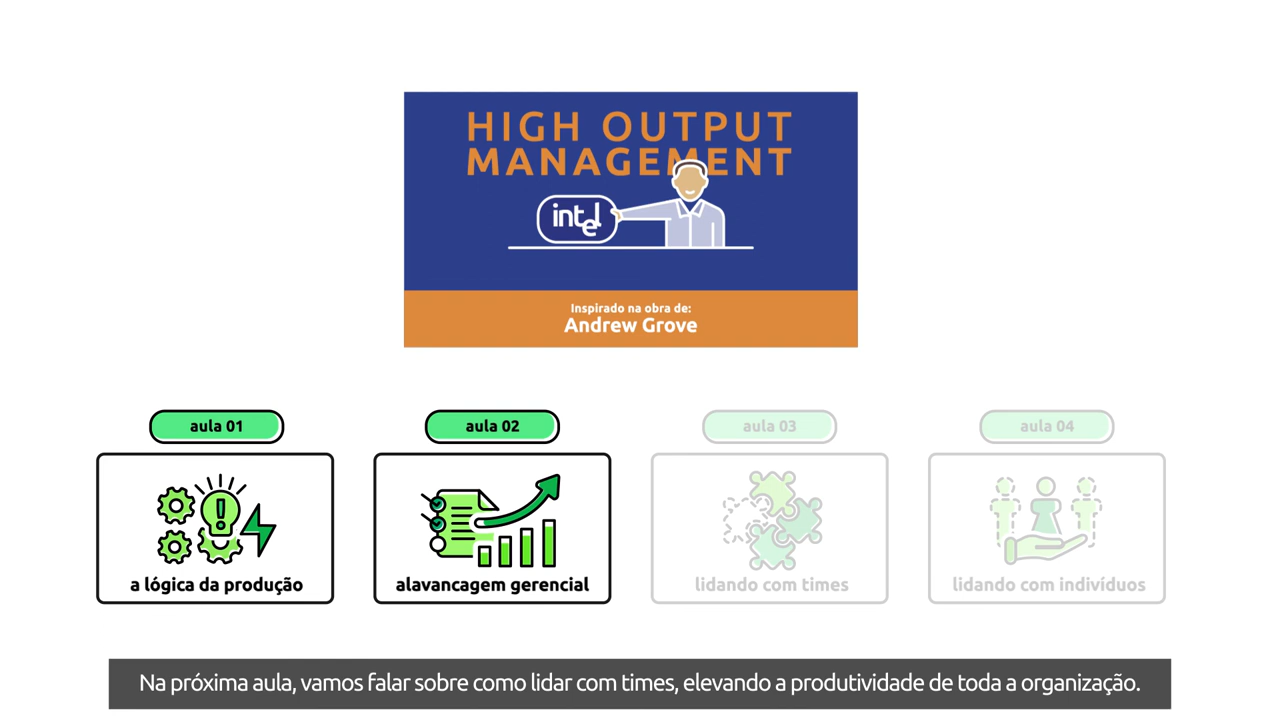 HIGH OUTPUT
MANAGEMENT
intel
Inspirado na obra de:
Andrew Grove
aula 01
aula 02
aula 03
aula 04
a lógica da produção
alavancagem gerencial
lidando com times
lidando com indivíduos
Na próxima aula, vamos falar sobre como lidar com times, elevando a produtividade de toda a organização.